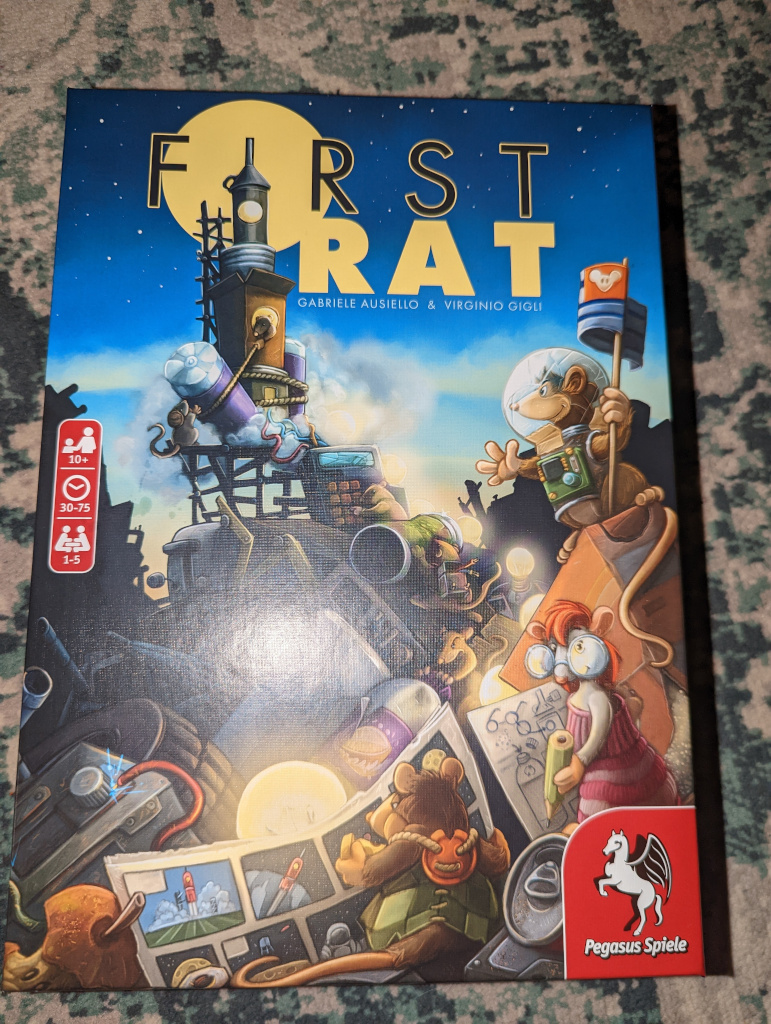 FIRST
RAT
GABRIELE AUSIELLO & VIRGINIO GIGLI
10+
30-75
1-5
Pegasus Spiele